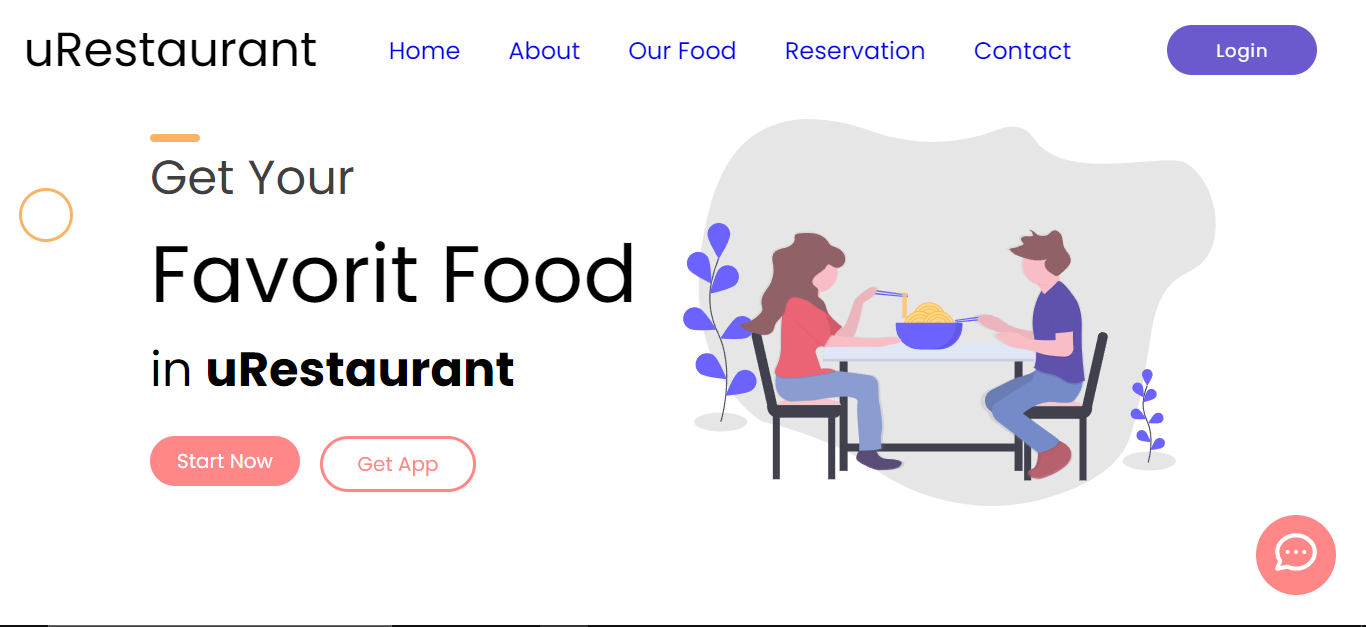 uRestaurant Home About Our Food Reservation Contact Login
Get Your
Favorit Food
in uRestaurant
Start Now Get App